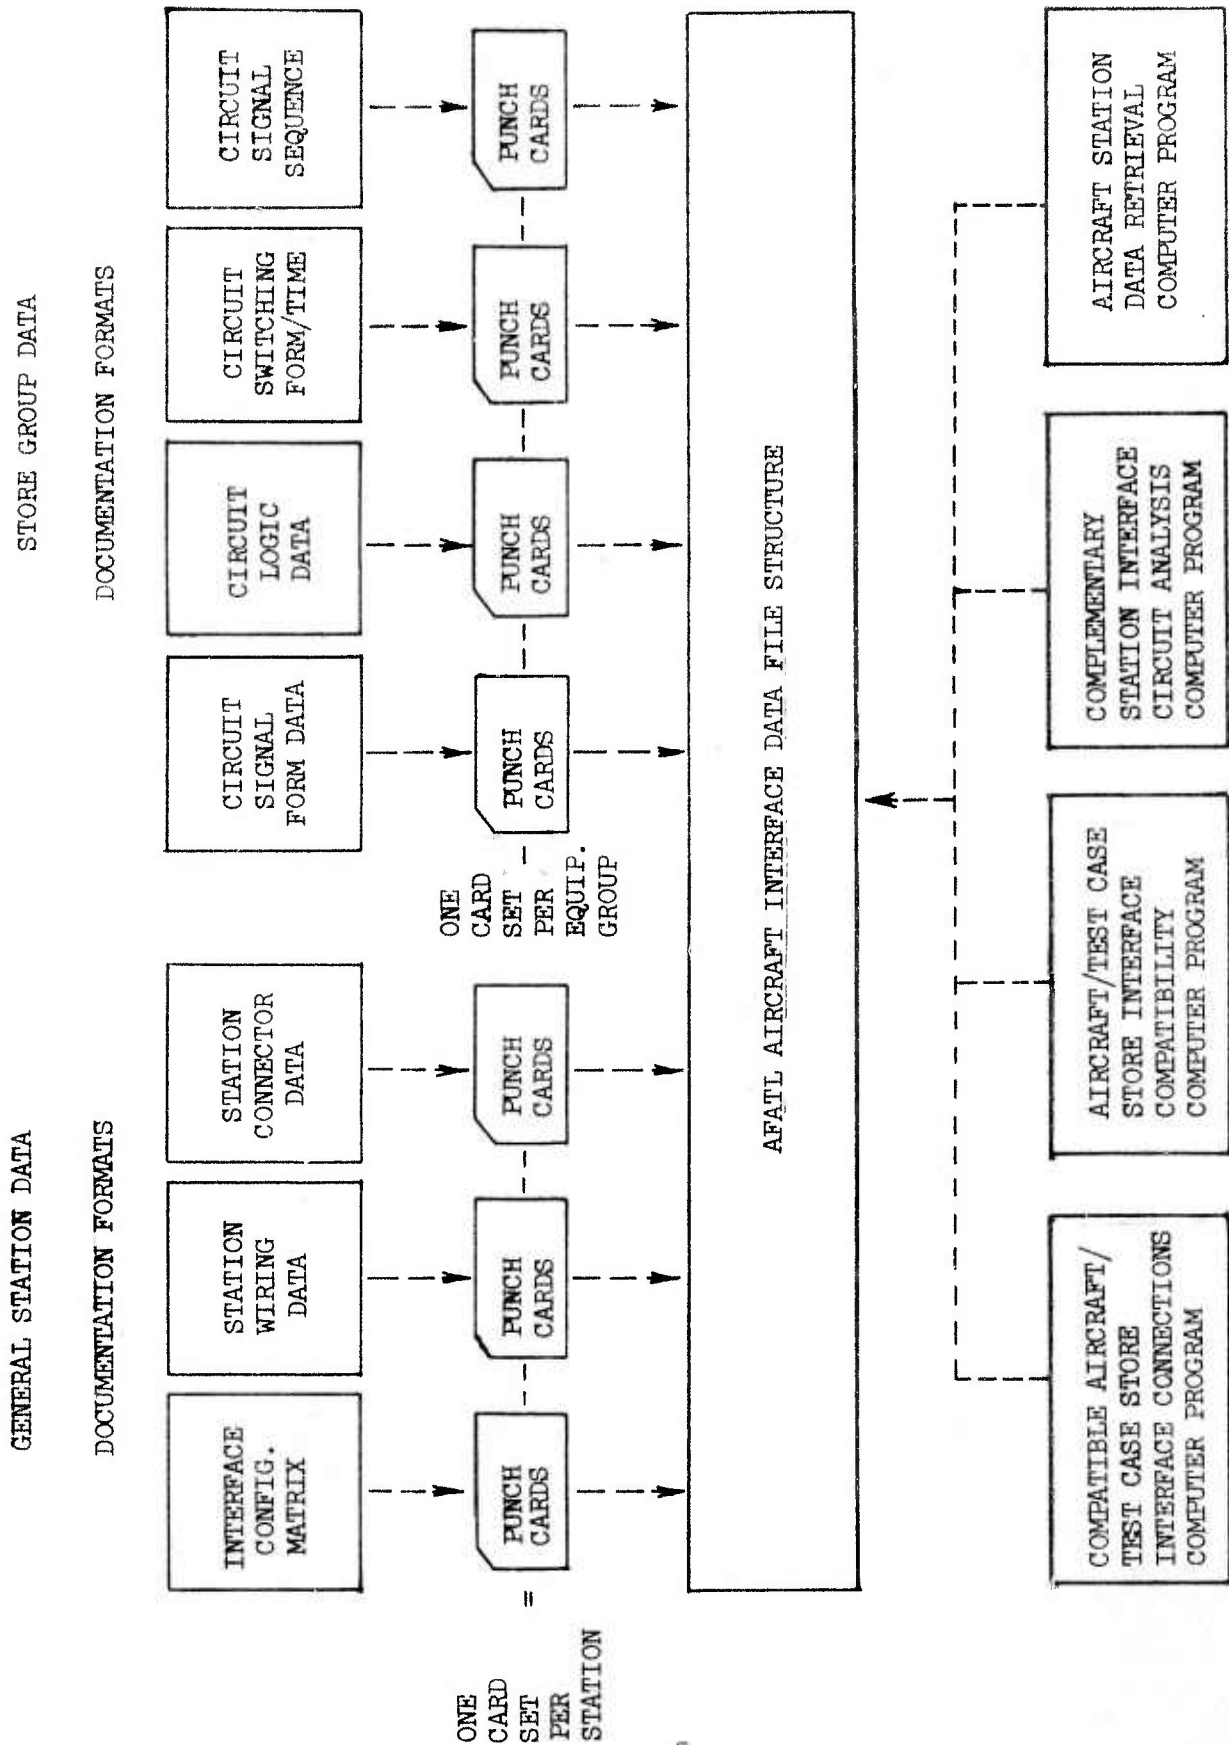 GENERAL STATION DATA
STORE GROUP DATA
DOCUMENTATION FORMATS
DOCUMENTATION FORMATS
INTERFACE
CONFIG.
MATRIX
STATION
WIRING
DATA
STATION
CONNECTOR
DATA
CIRCUIT
SIGNAL
FORM DATA
CIRCUIT
LOGIC
DATA
CIRCUIT
SWITCHING
FORM/TIME
CIRCUIT
SIGNAL
SEQUENCE
ONE
CARD
SET
PER
STATION
=
PUNCH
CARDS
PUNCH
CARDS
PUNCH
CARDS
ONE
CARD
SET
PER
EQUIP.
GROUP
PUNCH
CARDS
PUNCH
CARDS
PUNCH
CARDS
PUNCH
CARDS
AFATL AIRCRAFT INTERFACE DATA FILE STRUCTURE
COMPATIBLE AIRCRAFT/
TEST CASE STORE
INTERFACE CONNECTIONS
COMPUTER PROGRAM
AIRCRAFT/TEST CASE
STORE INTERFACE
COMPATIBILITY
COMPUTER PROGRAM
COMPLEMENTARY
STATION INTERFACE
CIRCUIT ANALYSIS
COMPUTER PROGRAM
AIRCRAFT STATION
DATA RETRIEVAL
COMPUTER PROGRAM